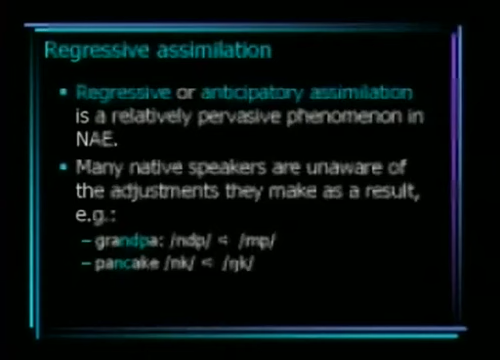 Regressive assimilation
▪ Regressive or anticipatory assimilation
is a relatively pervasive phenomenon in
NAE.
▪ Many native speakers are unaware of
the adjustments they make as a result,
e.g.:
– grandpa: /ndp/ < /mp/
– pancake /nk/ < /ŋk/